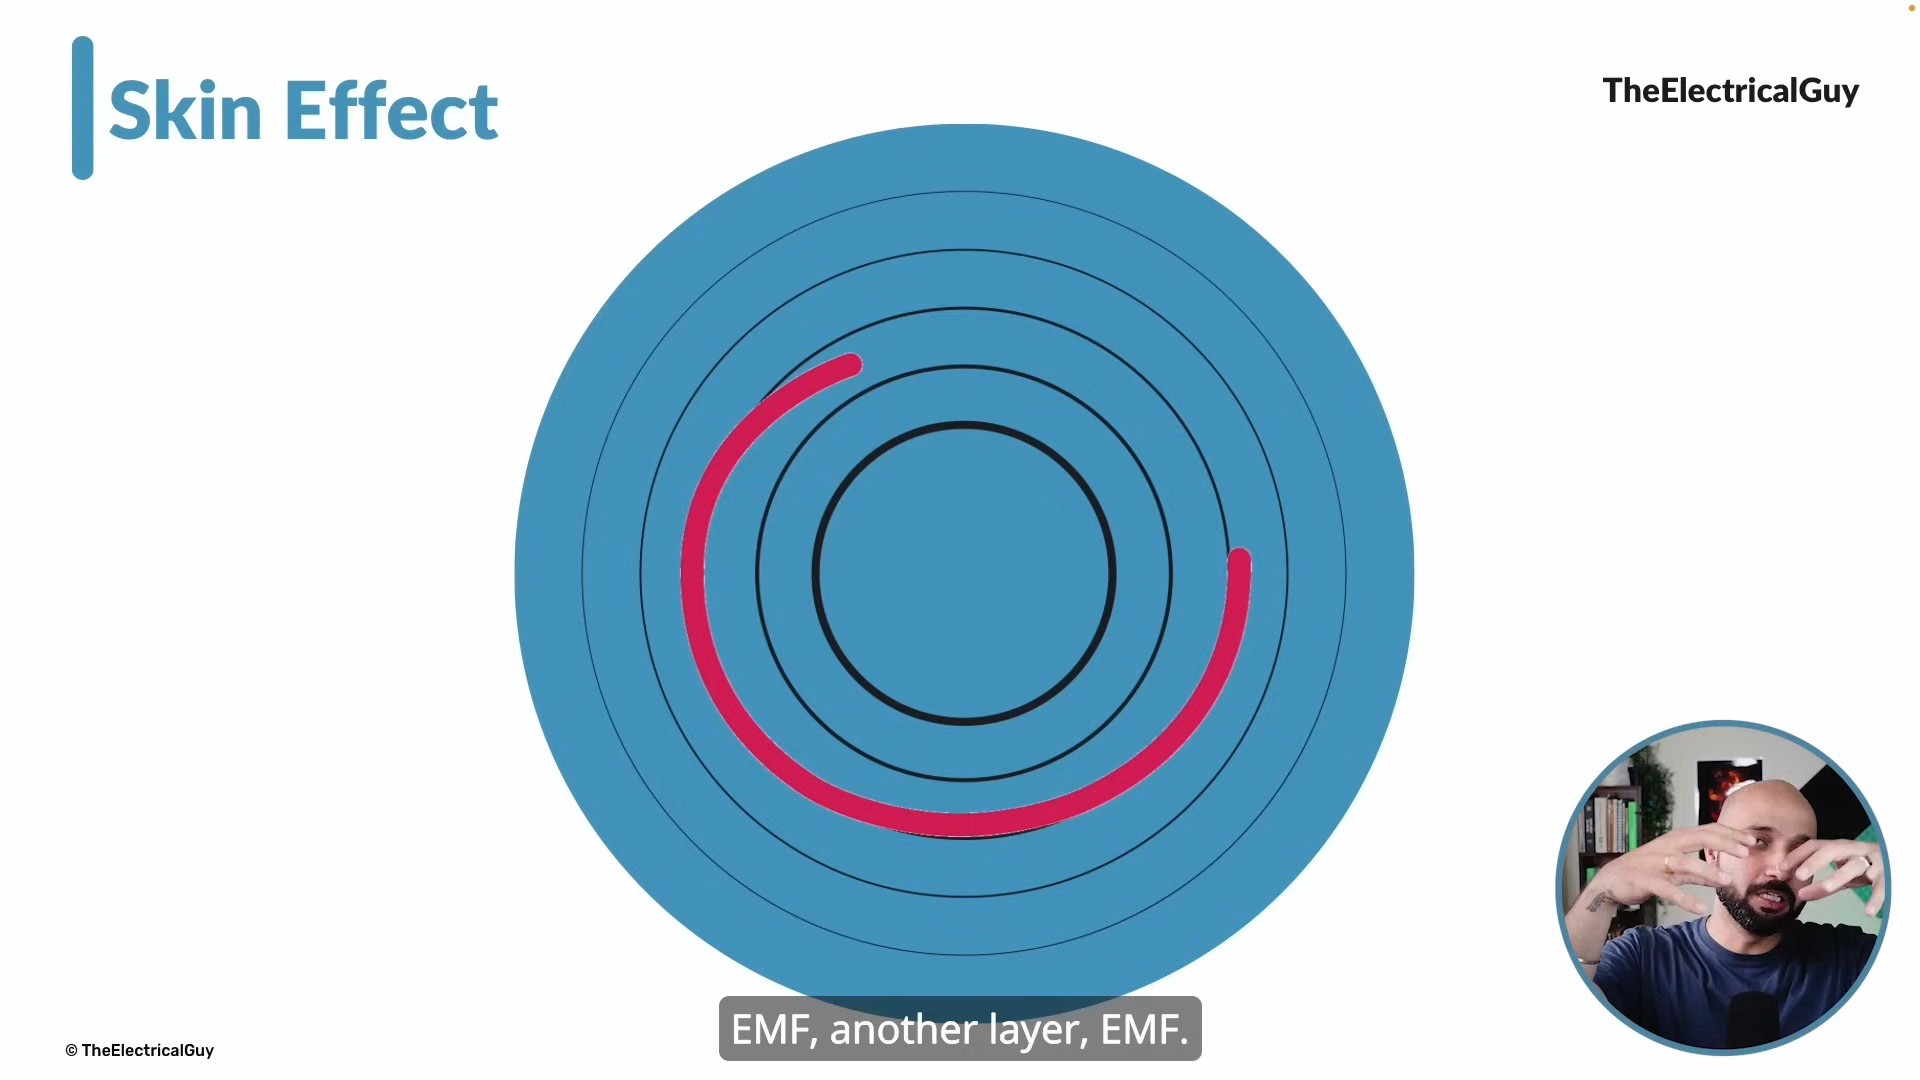 Skin Effect
TheElectricalGuy
EMF, another layer, EMF.
© TheElectricalGuy